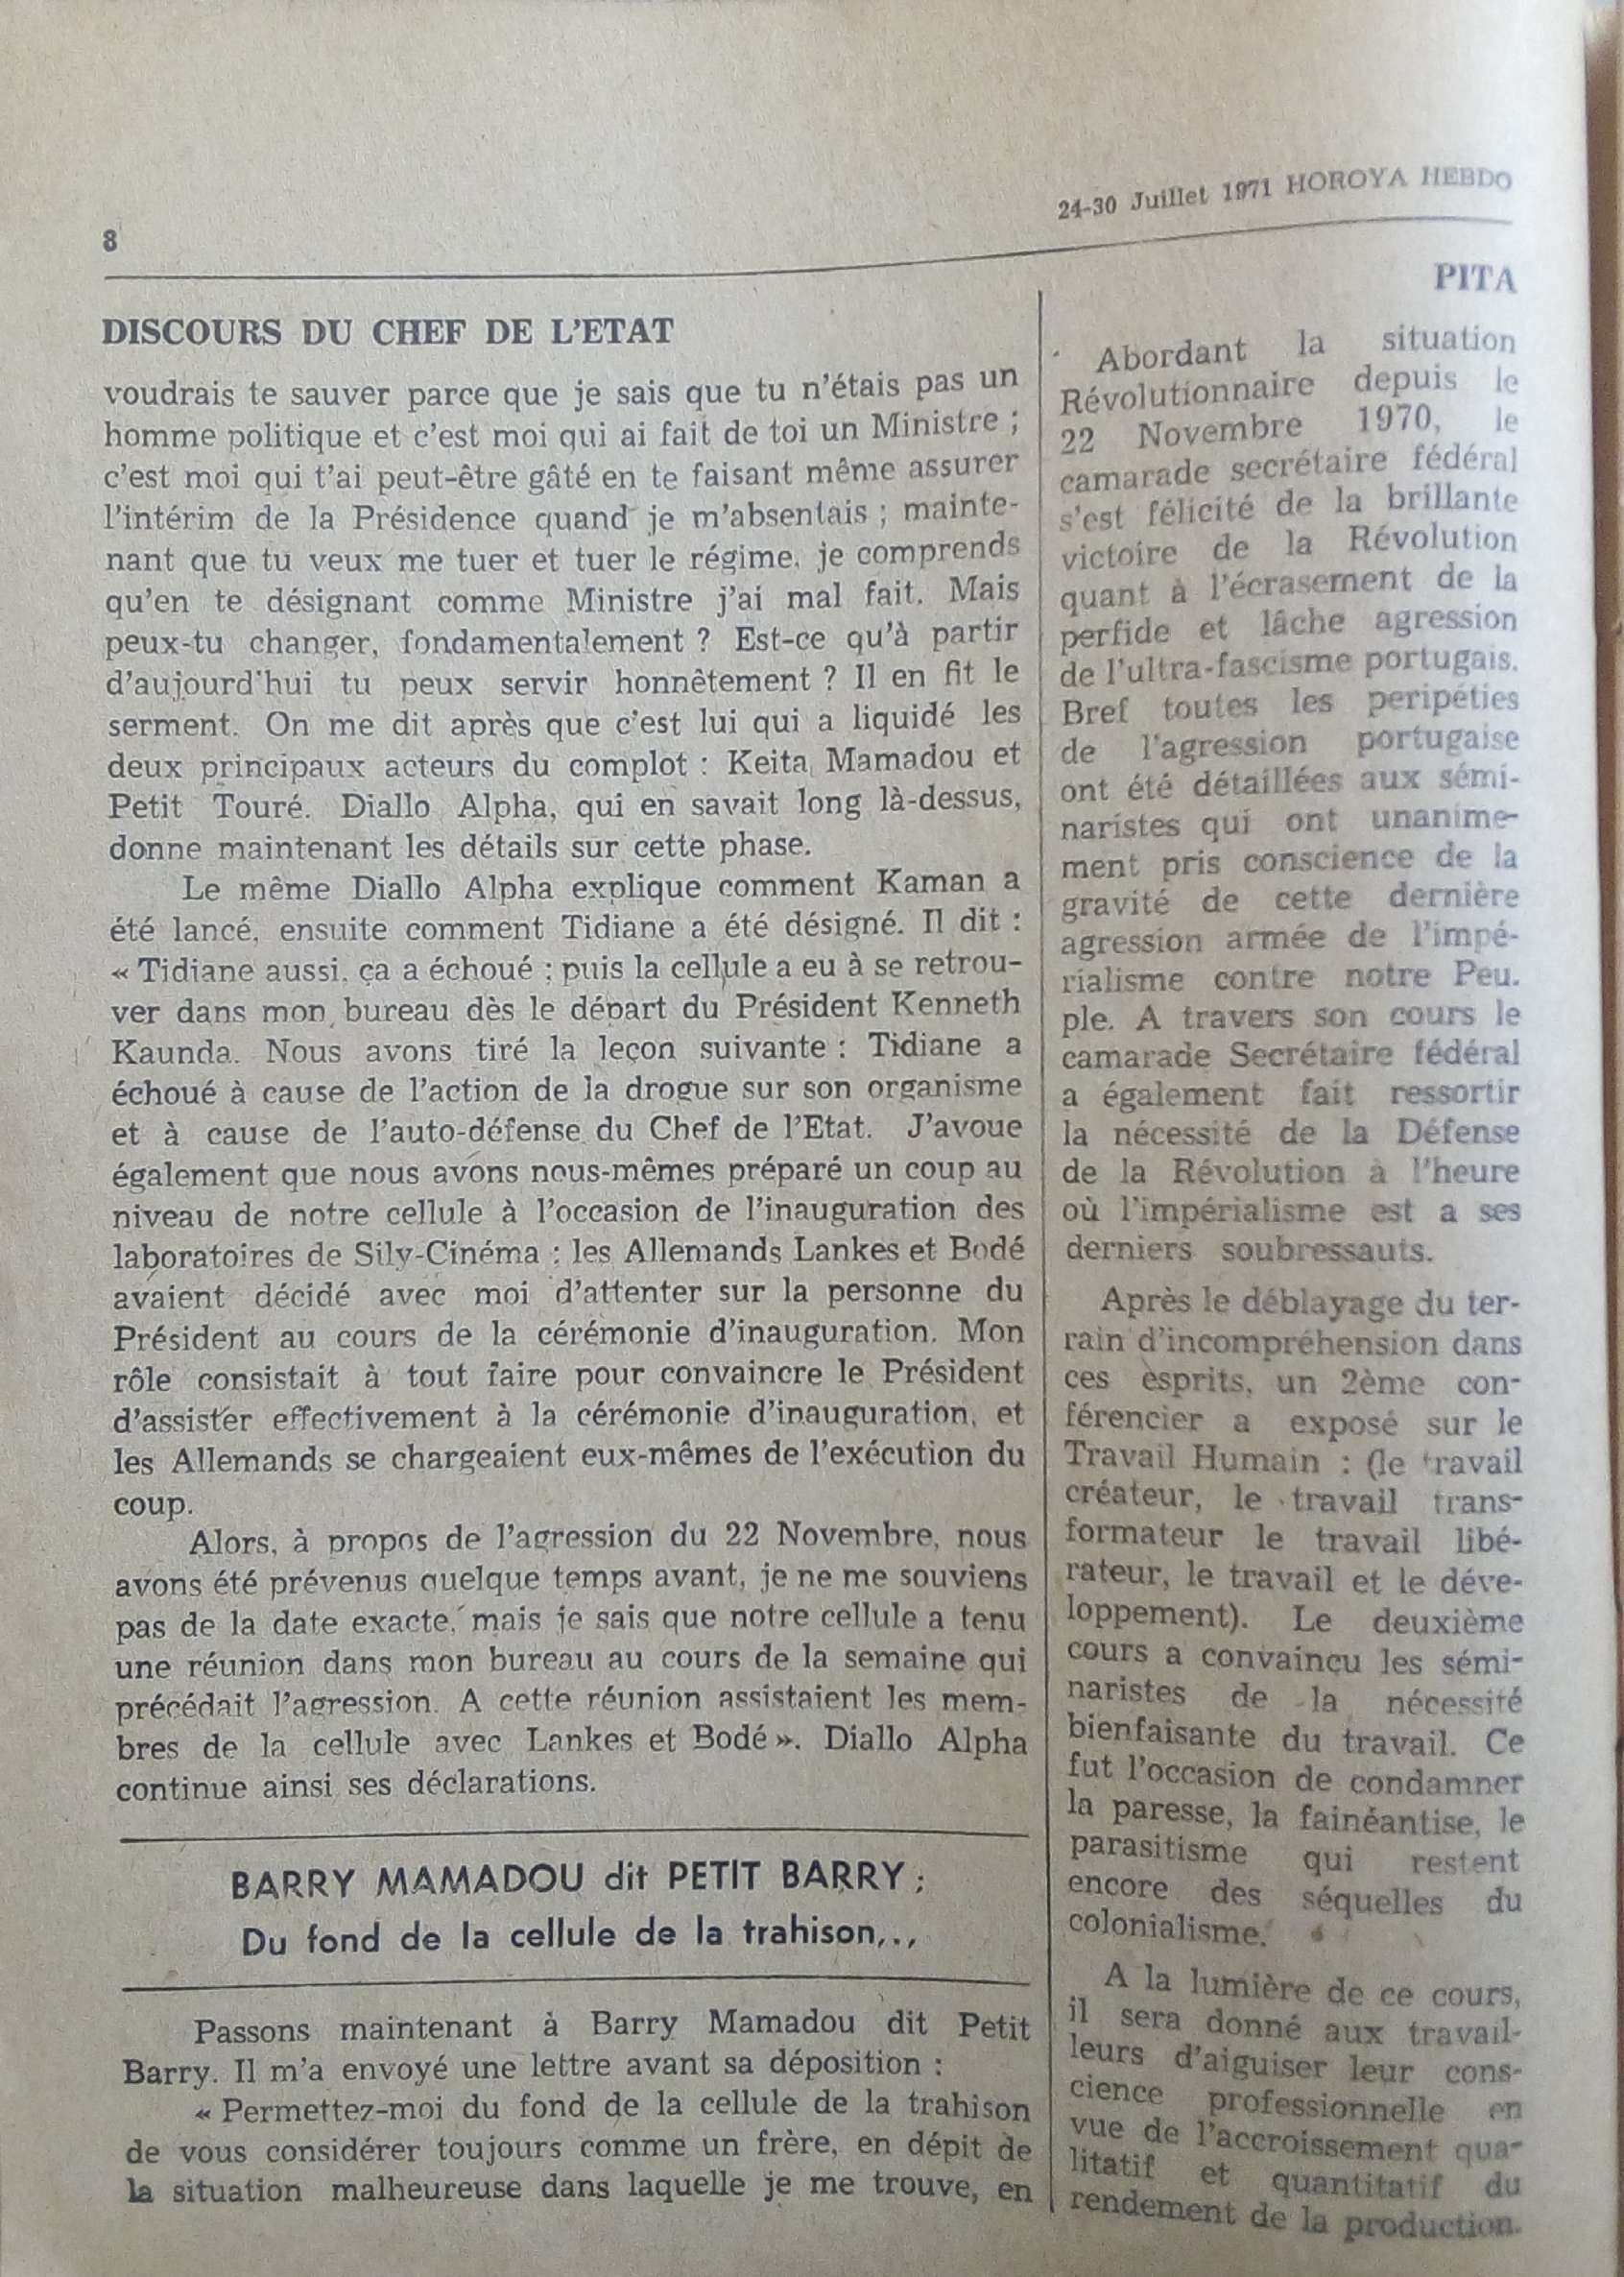 24-30 Juillet 1971 HOROYA HEBDO
8
DISCOURS DU CHEF DE L'ETAT
voudrais te sauver parce que je sais que tu n'étais pas un
homme politique et c'est moi qui ai fait de toi un Ministre ;
c'est moi qui t'ai peut-être gâté en te faisant même assurer
l'intérim de la Présidence quand je m'absentais ; mainte-
nant que tu veux me tuer et tuer le régime, je comprends
qu'en te désignant comme Ministre j'ai mal fait. Mais
peux-tu changer, fondamentalement ? Est-ce qu'à partir
d'aujourd'hui tu peux servir honnêtement ? Il en fit le
serment. On me dit après que c'est lui qui a liquidé les
deux principaux acteurs du complot : Keita Mamadou et
Petit Touré. Diallo Alpha, qui en savait long là-dessus,
donne maintenant les détails sur cette phase.
Le même Diallo Alpha explique comment Kaman a
été lancé, ensuite comment Tidiane a été désigné. Il dit :
« Tidiane aussi, ça a échoué ; puis la cellule a eu à se retrou-
ver dans mon bureau dès le départ du Président Kenneth
Kaunda. Nous avons tiré la leçon suivante : Tidiane a
échoué à cause de l'action de la drogue sur son organisme
et à cause de l'auto-défense du Chef de l'Etat. J'avoue
également que nous avons nous-mêmes préparé un coup au
niveau de notre cellule à l'occasion de l'inauguration des
laboratoires de Sily-Cinéma ; les Allemands Lankes et Bodé
avaient décidé avec moi d'attenter sur la personne du
Président au cours de la cérémonie d'inauguration. Mon
rôle consistait à tout faire pour convaincre le Président
d'assister effectivement à la cérémonie d'inauguration, et
les Allemands se chargeaient eux-mêmes de l'exécution du
coup.
Alors, à propos de l'agression du 22 Novembre, nous
avons été prévenus quelque temps avant, je ne me souviens
pas de la date exacte, mais je sais que notre cellule a tenu
une réunion dans mon bureau au cours de la semaine qui
précédait l'agression. A cette réunion assistaient les mem-
bres de la cellule avec Lankes et Bodé ». Diallo Alpha
continue ainsi ses déclarations.
BARRY MAMADOU dit PETIT BARRY ;
Du fond de la cellule de la trahison,.,
Passons maintenant à Barry Mamadou dit Petit
Barry. Il m'a envoyé une lettre avant sa déposition :
« Permettez-moi du fond de la cellule de la trahison
de vous considérer toujours comme un frère, en dépit de
la situation malheureuse dans laquelle je me trouve, en
PITA
Abordant la situation
Révolutionnaire depuis le
22 Novembre 1970, le
camarade secrétaire fédéral
s'est félicité de la brillante
victoire de la Révolution
quant à l'écrasement de la
perfide et lâche agression
de l'ultra-fascisme portugais.
Bref toutes les peripéties
de l'agression portugaise
ont été détaillées aux sémi-
naristes qui ont unanime-
ment pris conscience de la
gravité de cette dernière
agression armée de l'impé-
rialisme contre notre Peu.
ple. A travers son cours le
camarade Secrétaire fédéral
a également fait ressortir
la nécessité de la Défense
de la Révolution à l'heure
où l'impérialisme est a ses
derniers soubressauts.
Après le déblayage du ter-
rain d'incompréhension dans
ces esprits, un 2ème con-
férencier a exposé sur le
Travail Humain : (le travail
créateur, le travail trans-
formateur le travail libé-
rateur, le travail et le déve-
loppement). Le deuxième
cours a convaincu les sémi-
naristes de la nécessité
bienfaisante du travail. Ce
fut l'occasion de condamner
la paresse, la fainéantise, le
parasitisme qui restent
encore des séquelles du
colonialisme.
A la lumière de ce cours,
il sera donné aux travail-
leurs d'aiguiser leur cons-
cience professionnelle en
vue de l'accroissement qua-
litatif et quantitatif du
rendement de la production.